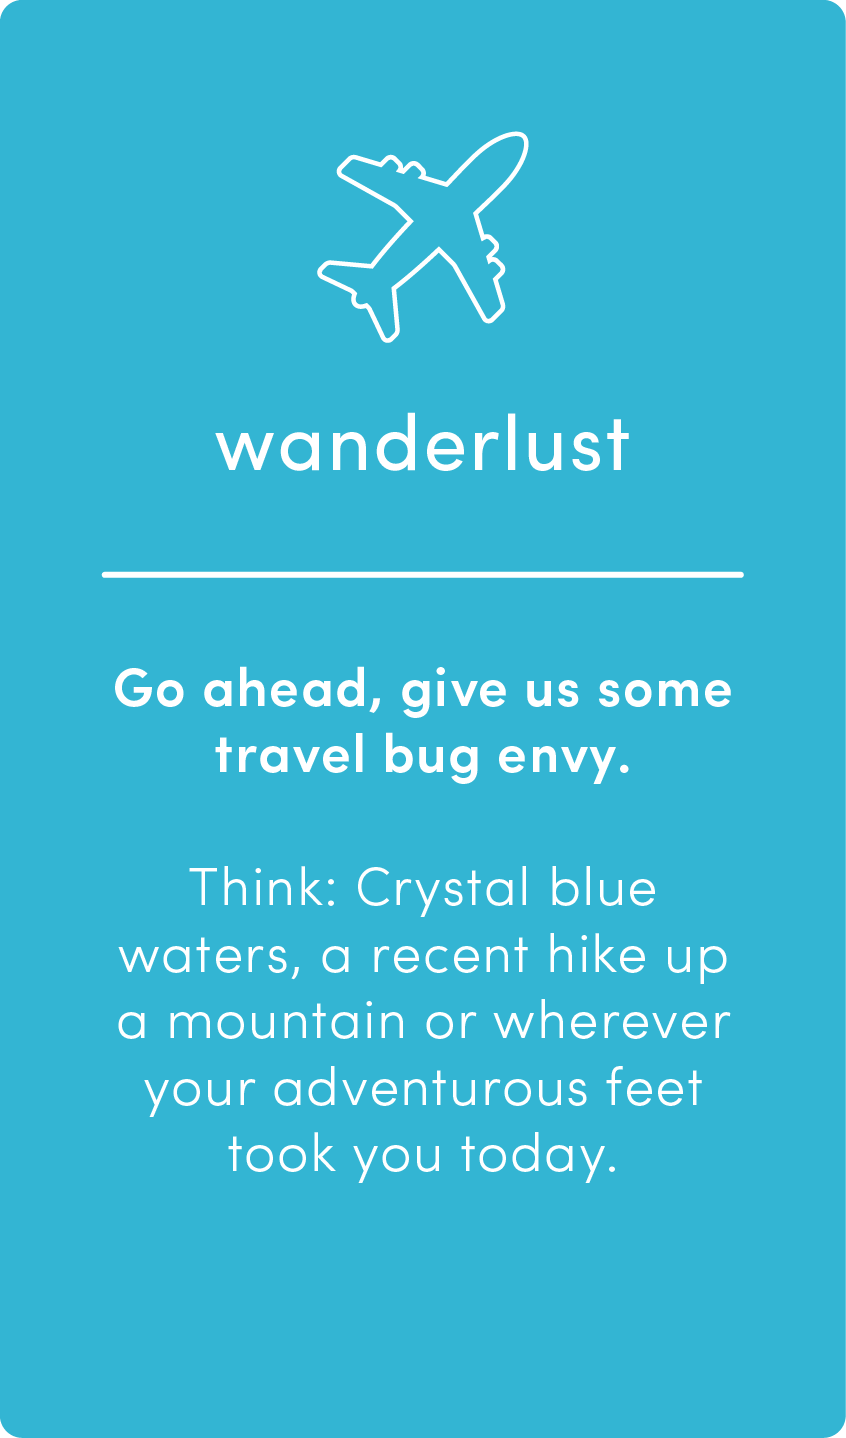 wanderlust
Go ahead, give us some
travel bug envy.
Think: Crystal blue
waters, a recent hike up
a mountain or wherever
your adventurous feet
took you today.